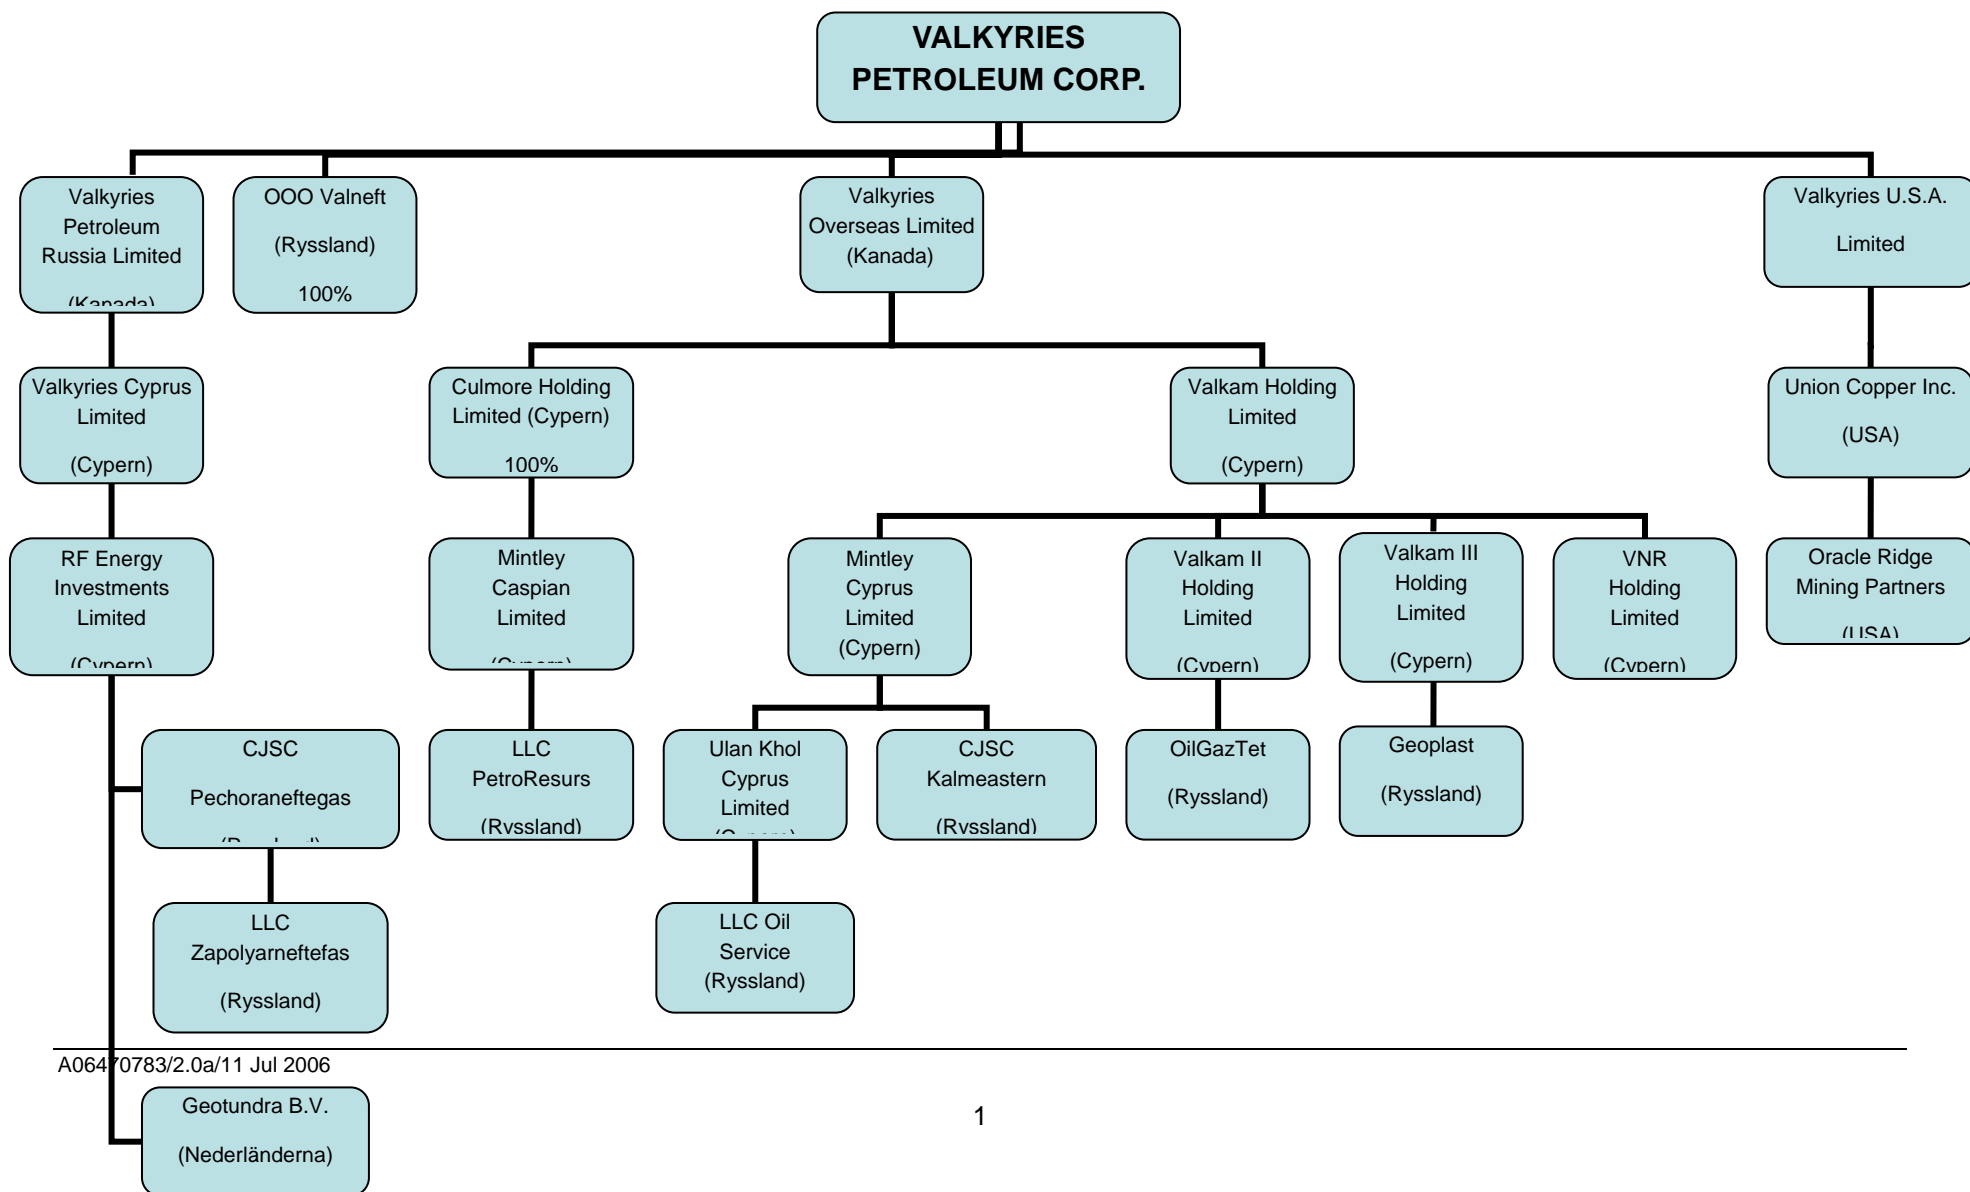 VALKYRIES
PETROLEUM CORP.
Valkyries
Petroleum
Russia Limited
(Kanada)
OOO Valneft
(Ryssland)
100%
Valkyries
Overseas Limited
(Kanada)
Valkyries U.S.A.
Limited
Valkyries Cyprus
Limited
(Cypern)
Culmore Holding
Limited (Cypern)
100%
Valkam Holding
Limited
(Cypern)
Union Copper Inc.
(USA)
RF Energy
Investments
Limited
(Cypern)
Mintley
Caspian
Limited
(Cypern)
Mintley
Cyprus
Limited
(Cypern)
Valkam II
Holding
Limited
(Cypern)
Valkam III
Holding
Limited
(Cypern)
VNR
Holding
Limited
(Cypern)
Oracle Ridge
Mining Partners
(USA)
CJSC
Pechoraneftegas
LLC
PetroResurs
(Ryssland)
Ulan Khol
Cyprus
Limited
CJSC
Kalmeastern
(Ryssland)
OilGazTet
(Ryssland)
Geoplast
(Ryssland)
LLC
Zapolyarneftefas
(Ryssland)
LLC Oil
Service
(Ryssland)
A06470783/2.0a/11 Jul 2006
Geotundra B.V.
(Nederländerna)
1